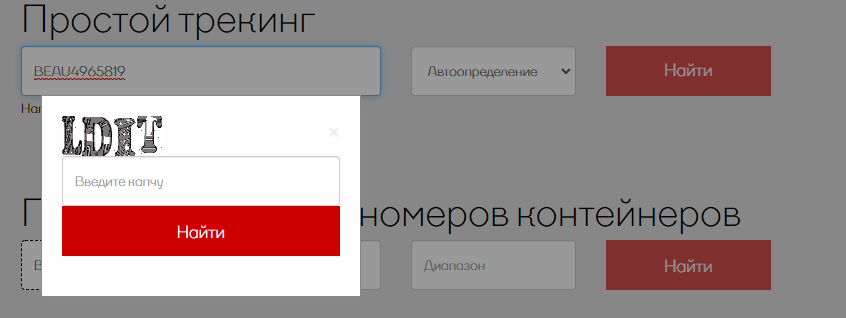 Простой трекинг
BEAU4965819
Автоопределение
Найти
LDIT
×
Введите капчу
Найти
номеров контейнеров
Диапазон
Найти